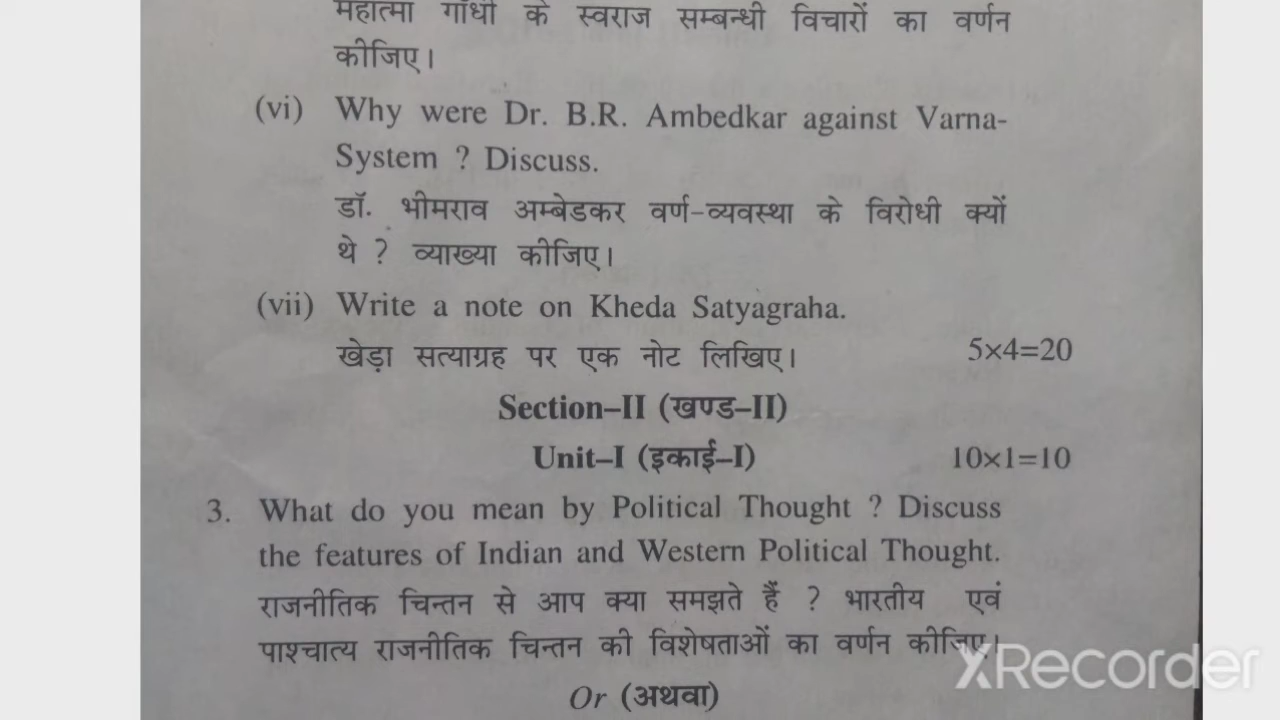 महात्मा गाँधी के स्वराज सम्बन्धी विचारों का वर्णन
कीजिए।
(vi) Why were Dr. B.R. Ambedkar against Varna-
System ? Discuss.
डॉ. भीमराव अम्बेडकर वर्ण-व्यवस्था के विरोधी क्यों
थे ? व्याख्या कीजिए।
(vii) Write a note on Kheda Satyagraha.
खेड़ा सत्याग्रह पर एक नोट लिखिए। 5×4=20
Section–II (खण्ड–II)
Unit–I (इकाई–I) 10×1=10
3. What do you mean by Political Thought ? Discuss
the features of Indian and Western Political Thought.
राजनीतिक चिन्तन से आप क्या समझते हैं ? भारतीय एवं
पाश्चात्य राजनीतिक चिन्तन की विशेषताओं का वर्णन कीजिए।
XRecorder
Or (अथवा)